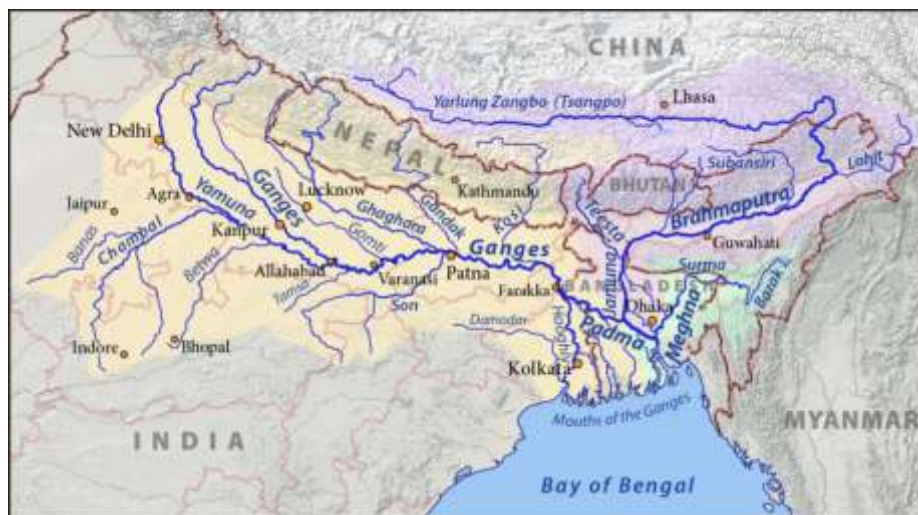 CHINA
Yarlung Zangbo (Tsangpo)
Lhasa
New Delhi
NEPAL
Subansiri
Lohit
BHUTAN
Agra
Yamuna
Ganges
Lucknow
Kathmandu
Jaipur
Ghaghara
Gandak
Kosi
Teesta
Brahmaputra
Banas
Chambal
Kanpur
Gomti
Ganges
Guwahati
Betwa
Allahabad
Varanasi
Patna
Surma
Tamsa
Son
Farakka
BANGLADESH
Jamuna
Barak
Damodar
Hooghly
Dhaka
Padma
Meghna
Indore
Bhopal
Kolkata
Mouths of the Ganges
INDIA
MYANMAR
Bay of Bengal